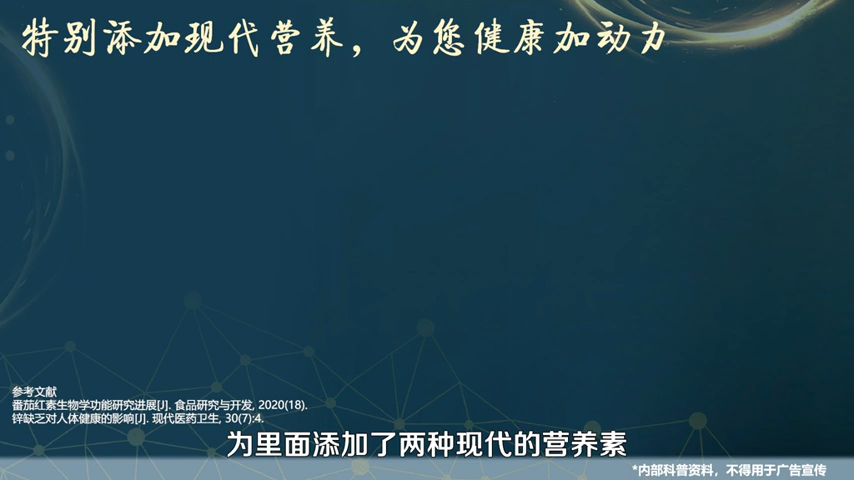 特别添加现代营养，为您健康加动力
参考文献
番茄红素生物学功能研究进展[J]. 食品研究与开发, 2020(18).
锌缺乏对人体健康的影响[J]. 现代医药卫生, 30(7):4.
为里面添加了两种现代的营养素
*内部科普资料，不得用于广告宣传